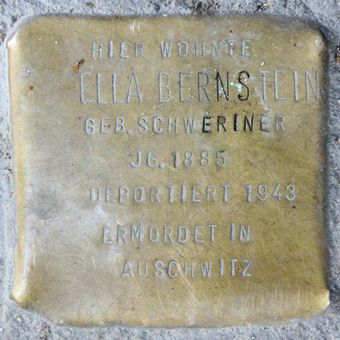 HIER WOHNTE
ELLA BERNSTEIN
GEB. SCHWERINER
JG. 1885
DEPORTIERT 1943
ERMORDET IN
AUSCHWITZ